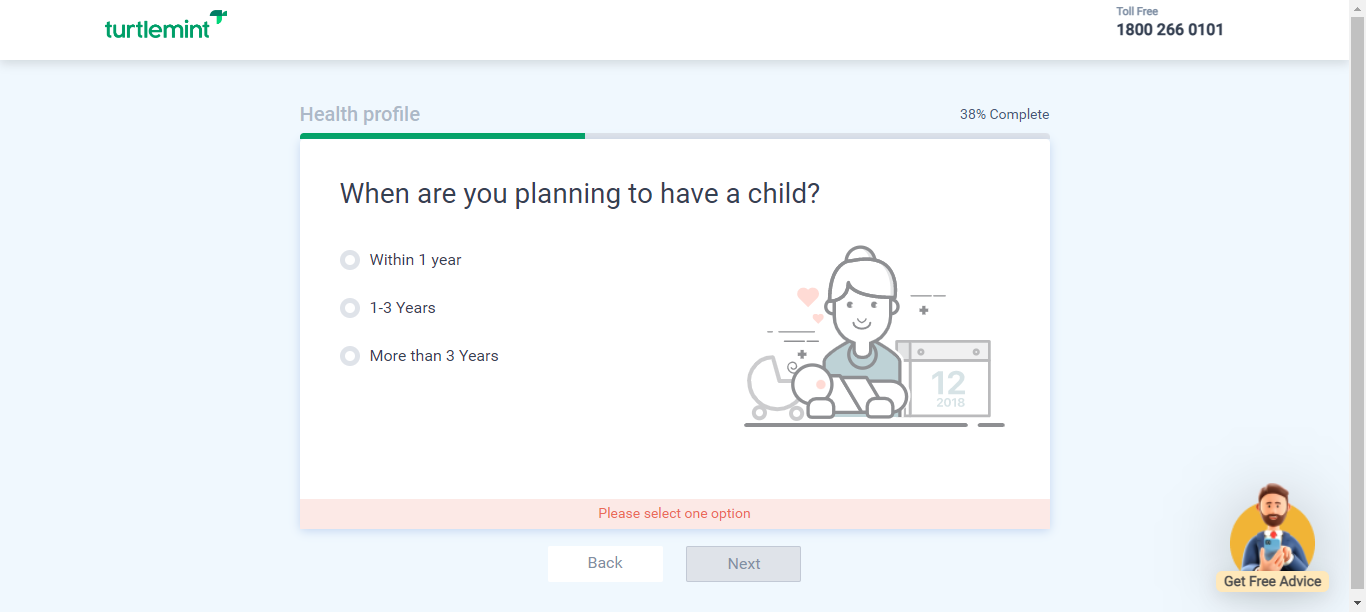 turtlemint
Toll Free
1800 266 0101
Health profile
38% Complete
When are you planning to have a child?
Within 1 year
1-3 Years
More than 3 Years
12
2018
Please select one option
Back
Next
Get Free Advice